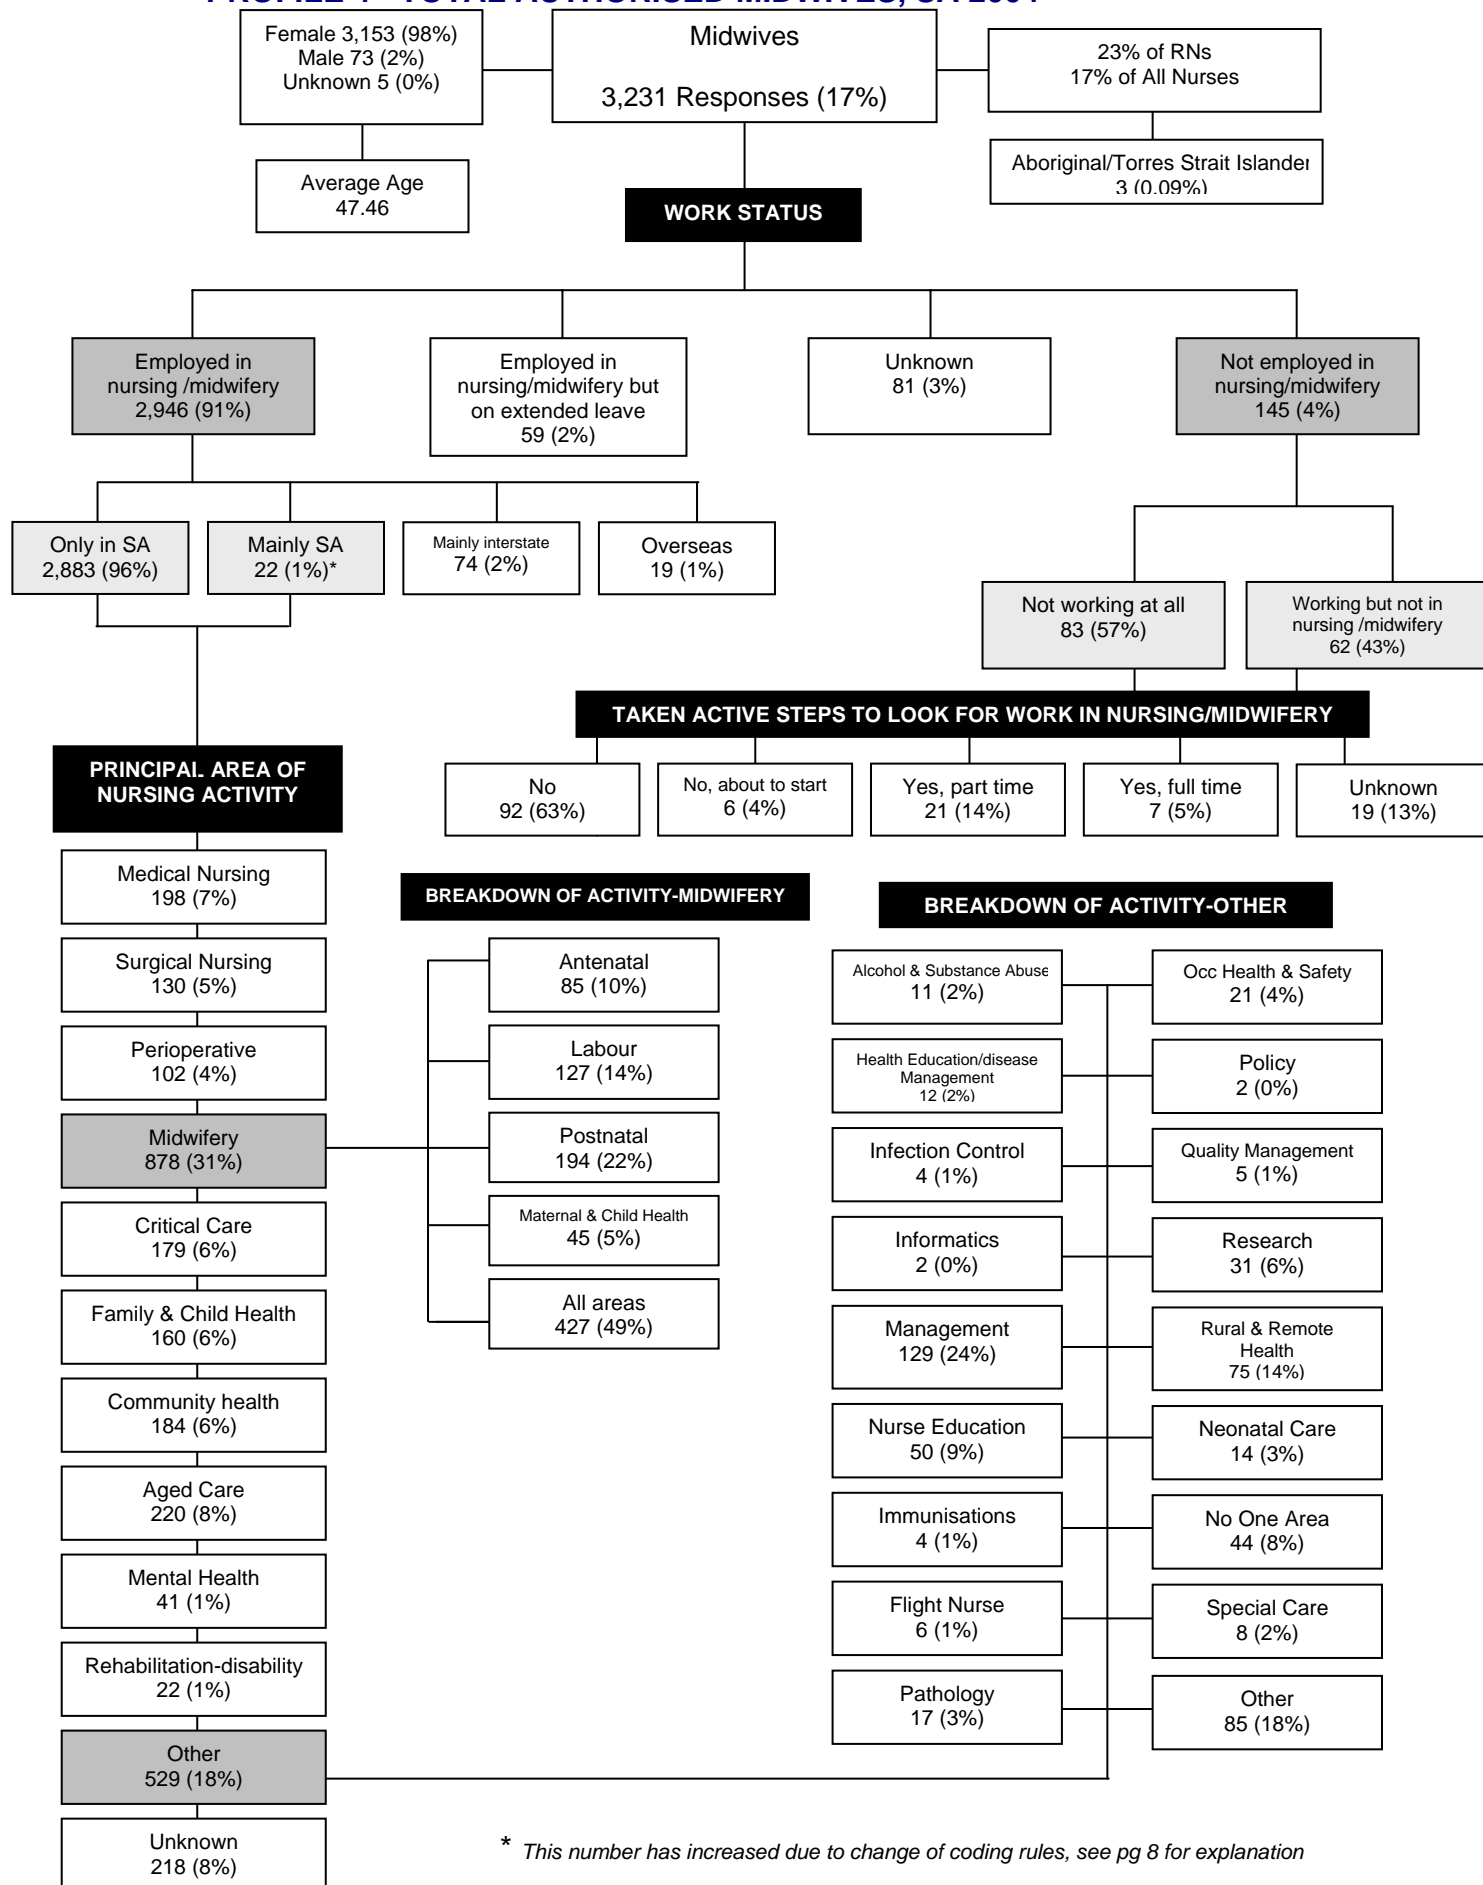 Female 3,153 (98%)
Male 73 (2%)
Unknown 5 (0%)
Midwives
3,231 Responses (17%)
23% of RNs
17% of All Nurses
Average Age
47.46
Aboriginal/Torres Strait Islander
3 (0.09%)
WORK STATUS
Employed in
nursing /midwifery
2,946 (91%)
Employed in
nursing/midwifery but
on extended leave
59 (2%)
Unknown
81 (3%)
Not employed in
nursing/midwifery
145 (4%)
Only in SA
2,883 (96%)
Mainly SA
22 (1%)*
Mainly interstate
74 (2%)
Overseas
19 (1%)
Not working at all
83 (57%)
Working but not in
nursing /midwifery
62 (43%)
TAKEN ACTIVE STEPS TO LOOK FOR WORK IN NURSING/MIDWIFERY
No
92 (63%)
No, about to start
6 (4%)
Yes, part time
21 (14%)
Yes, full time
7 (5%)
Unknown
19 (13%)
PRINCIPAL AREA OF
NURSING ACTIVITY
Medical Nursing
198 (7%)
Surgical Nursing
130 (5%)
Perioperative
102 (4%)
Midwifery
878 (31%)
Critical Care
179 (6%)
Family & Child Health
160 (6%)
Community health
184 (6%)
Aged Care
220 (8%)
Mental Health
41 (1%)
Rehabilitation-disability
22 (1%)
Other
529 (18%)
Unknown
218 (8%)
BREAKDOWN OF ACTIVITY-MIDWIFERY
Antenatal
85 (10%)
Labour
127 (14%)
Postnatal
194 (22%)
Maternal & Child Health
45 (5%)
All areas
427 (49%)
BREAKDOWN OF ACTIVITY-OTHER
Alcohol & Substance Abuse
11 (2%)
Occ Health & Safety
21 (4%)
Health Education/disease
Management
12 (2%)
Policy
2 (0%)
Infection Control
4 (1%)
Quality Management
5 (1%)
Informatics
2 (0%)
Research
31 (6%)
Management
129 (24%)
Rural & Remote
Health
75 (14%)
Nurse Education
50 (9%)
Neonatal Care
14 (3%)
Immunisations
4 (1%)
No One Area
44 (8%)
Flight Nurse
6 (1%)
Special Care
8 (2%)
Pathology
17 (3%)
Other
85 (18%)
* This number has increased due to change of coding rules, see pg 8 for explanation